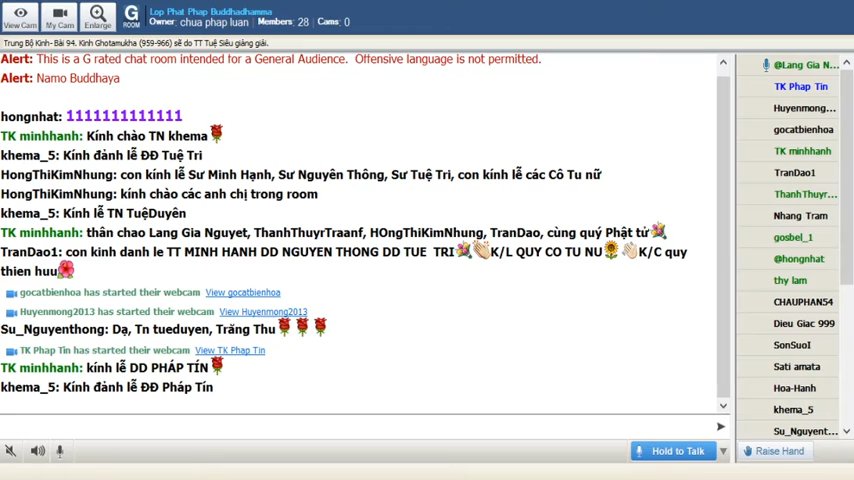 View Cam
My Cam
Enlarge
G
ROOM
Lop Phat Phap Buddhadhamma
Owner: chua phap luan Members: 28 Cams: 0
Trung Bộ Kinh- Bài 94. Kinh Ghotamukha (959-966) sẽ do TT Tuệ Siêu giảng giải.
Alert: This is a G rated chat room intended for a General Audience. Offensive language is not permitted.
Alert: Namo Buddhaya
hongnhat: 1111111111111
TK minhhanh: Kính chào TN khema
khema_5: Kính đảnh lễ ĐĐ Tuệ Tri
HongThiKimNhung: con kính lễ Sư Minh Hạnh, Sư Nguyên Thông, Sư Tuệ Tri, con kính lễ các Cô Tu nữ
HongThiKimNhung: kính chào các anh chị trong room
khema_5: Kính lễ TN TuệDuyên
TK minhhanh: thân chao Lang Gia Nguyet, ThanhThuyrTraanf, HOngThiKimNhung, TranDao, cùng quý Phật tử
TranDao1: con kinh danh le TT MINH HANH DD NGUYEN THONG DD TUE TRI K/L QUY CO TU NU K/C quy
thien huu
gocatbienhoa has started their webcam View gocatbienhoa
Huyenmong2013 has started their webcam View Huyenmong2013
Su_Nguyenthong: Dạ, Tn tueduyen, Trăng Thu
TK Phap Tin has started their webcam View TK Phap Tin
TK minhhanh: kính lễ DD PHÁP TÍN
khema_5: Kính đảnh lễ ĐĐ Pháp Tín
Hold to Talk
@Lang Gia N...
TK Phap Tin
Huyenmong...
gocatbienhoa
TK minhhanh
TranDao1
ThanhThuyr...
Nhang Tram
gosbel_1
@hongnhat
thy lam
CHAUPHAN54
Dieu Giac 999
SonSuoI
Sati amata
Hoa-Hanh
khema_5
Su_Nguyent...
Raise Hand